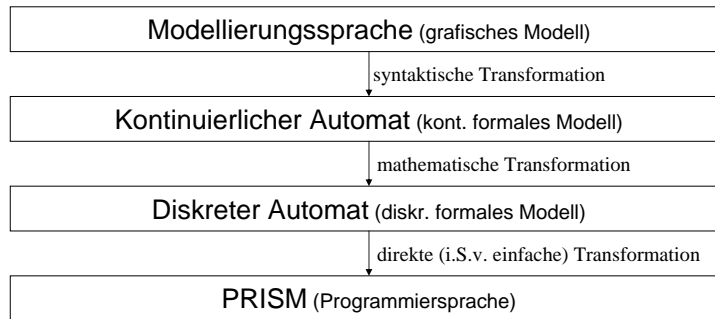 Modellierungssprache (grafisches Modell)
syntaktische Transformation
Kontinuierlicher Automat (kont. formales Modell)
mathematische Transformation
Diskreter Automat (diskr. formales Modell)
direkte (i.S.v. einfache) Transformation
PRISM (Programmiersprache)